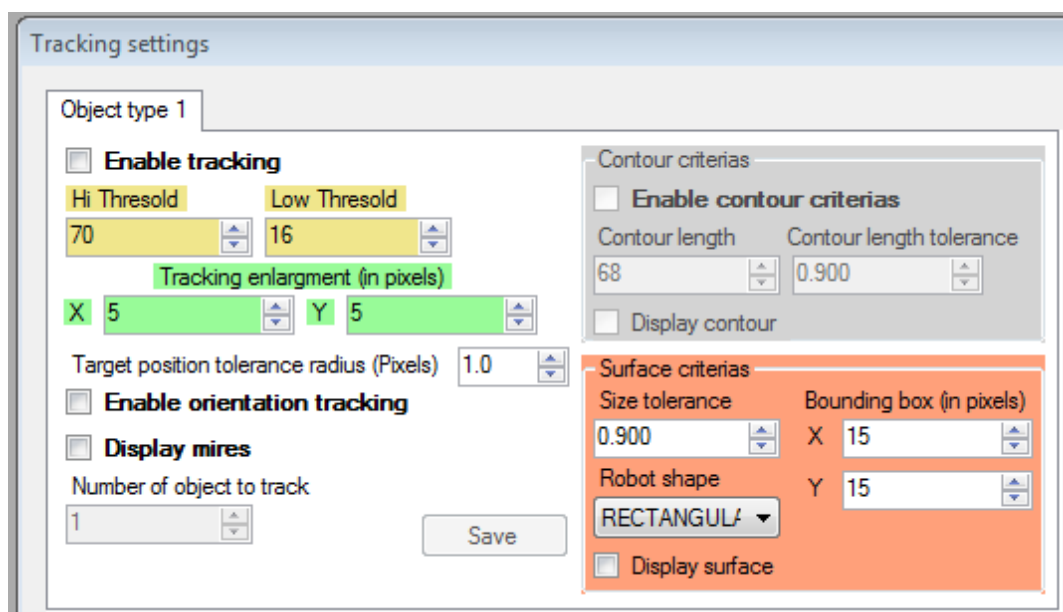 Tracking settings
Object type 1
Enable tracking
Hi Thresold Low Thresold
70 16
Tracking enlargment (in pixels)
X 5 Y 5
Target position tolerance radius (Pixels) 1.0
Enable orientation tracking
Display mires
Number of object to track
1
Save
Contour criterias
Enable contour criterias
Contour length Contour length tolerance
68 0.900
Display contour
Surface criterias
Size tolerance Bounding box (in pixels)
0.900 X 15
Robot shape Y 15
RECTANGULA
Display surface